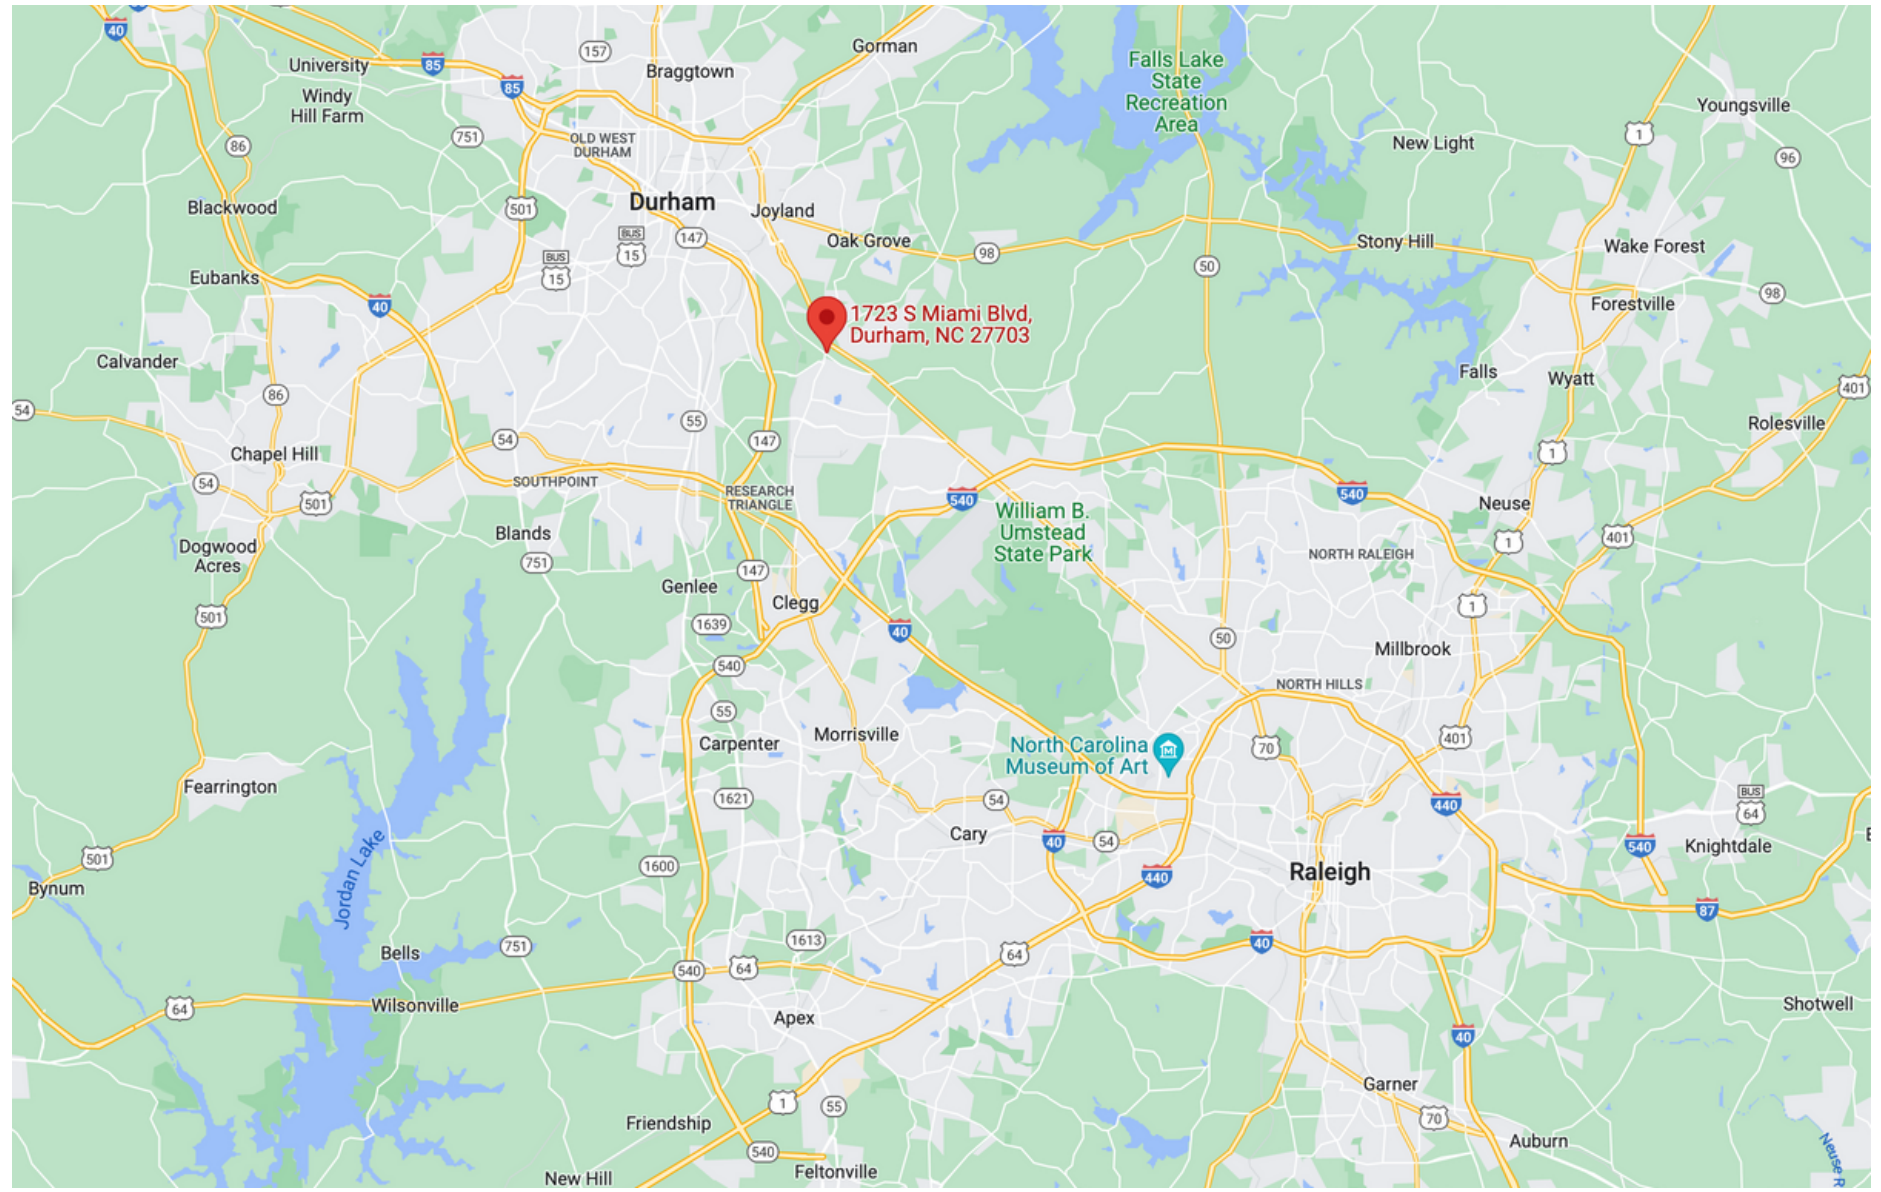 40
University
85
157
Gorman
Braggtown
85
Windy
Hill Farm
Falls Lake
State
Recreation
Area
Youngsville
1
New Light
96
86
751
OLD WEST
DURHAM
Blackwood
501
Durham
Joyland
BUS
15
147
Oak Grove
98
BUS
15
50
Stony Hill
Wake Forest
Eubanks
40
98
Forestville
1723 S Miami Blvd,
Durham, NC 27703
Calvander
Falls
Wyatt
401
86
54
55
Rolesville
54
147
1
Chapel Hill
SOUTHPOINT
54
501
RESEARCH
TRIANGLE
540
540
Neuse
William B.
Umstead
State Park
Blands
751
Dogwood
Acres
NORTH RALEIGH
1
401
147
Genlee
Clegg
501
1639
40
1
50
Millbrook
540
NORTH HILLS
55
Carpenter
Morrisville
North Carolina
Museum of Art
70
401
Fearrington
1621
54
440
BUS
64
Cary
40
54
540
Knightdale
E
501
Bynum
1600
440
Raleigh
Jordan Lake
87
1613
40
64
Bells
751
540
64
64
Wilsonville
Apex
Shotwell
40
Garner
1
55
70
Friendship
Auburn
540
Feltonville
New Hill
Neuse R